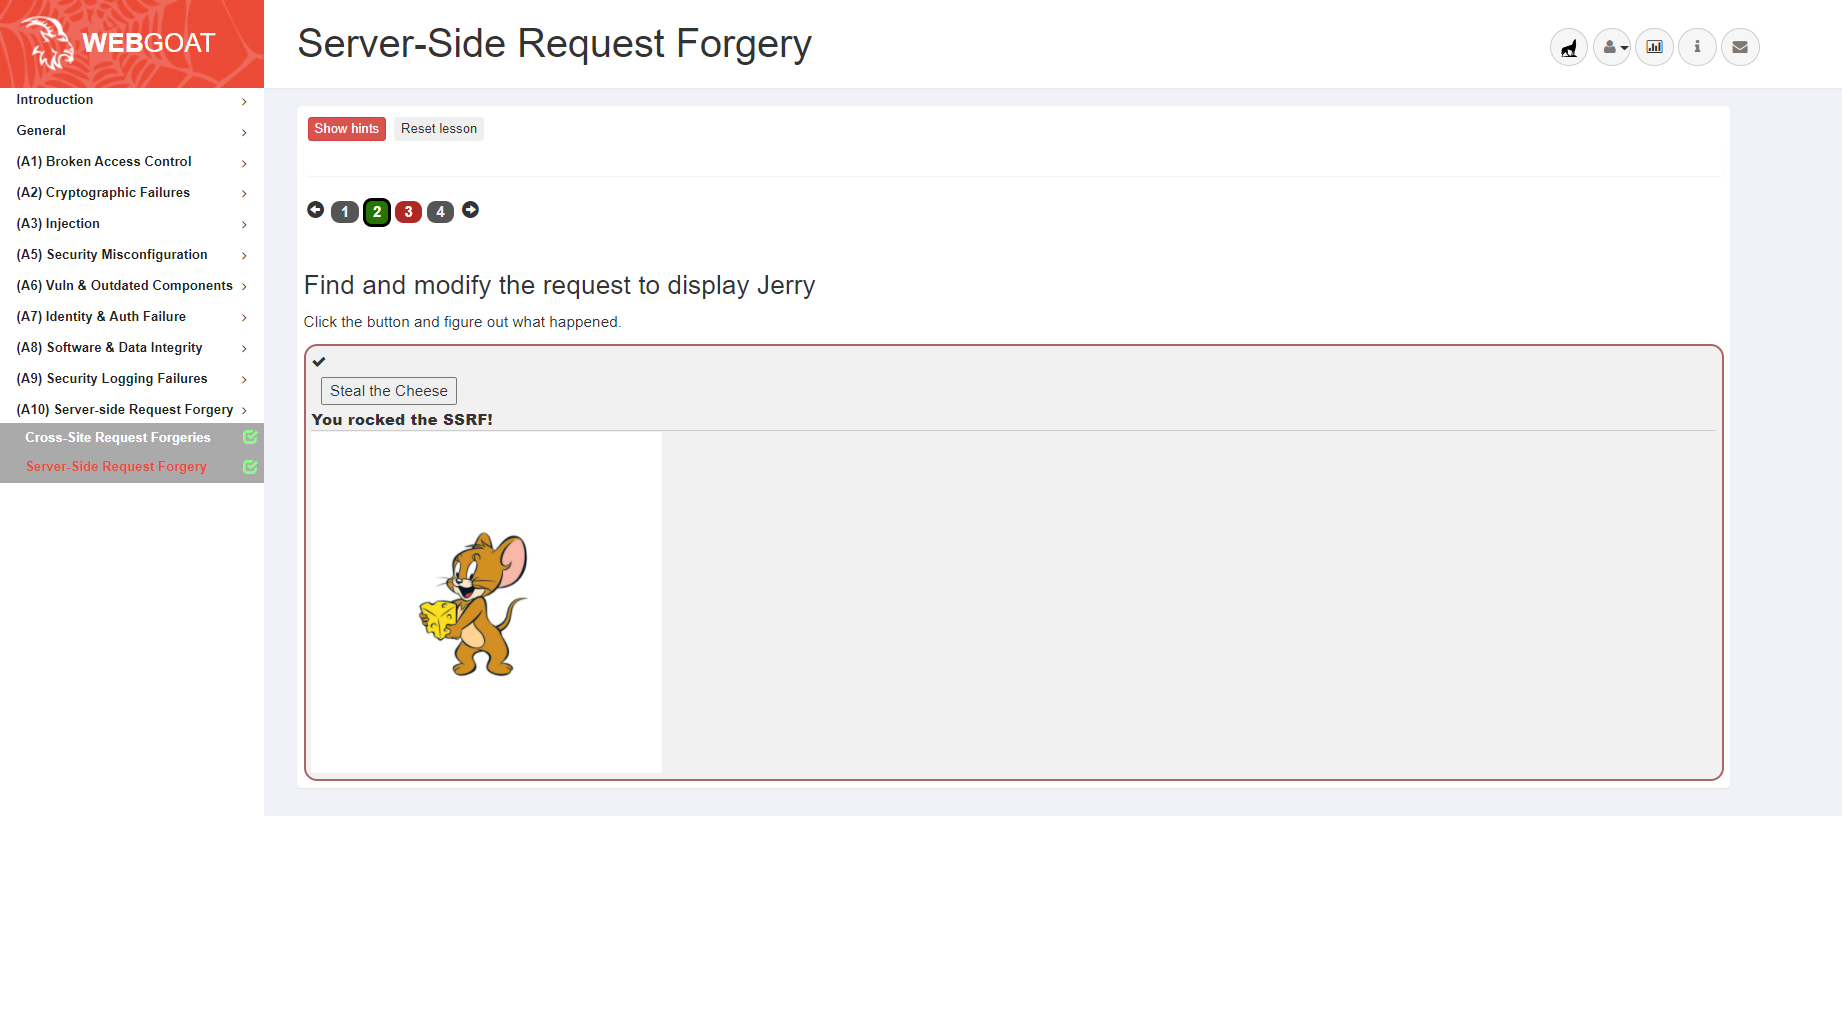 WEBGOAT
Server-Side Request Forgery
Introduction
General
(A1) Broken Access Control
(A2) Cryptographic Failures
(A3) Injection
(A5) Security Misconfiguration
(A6) Vuln & Outdated Components
(A7) Identity & Auth Failure
(A8) Software & Data Integrity
(A9) Security Logging Failures
(A10) Server-side Request Forgery
Cross-Site Request Forgeries
Server-Side Request Forgery
Show hints Reset lesson
1 2 3 4
Find and modify the request to display Jerry
Click the button and figure out what happened.
Steal the Cheese
You rocked the SSRF!